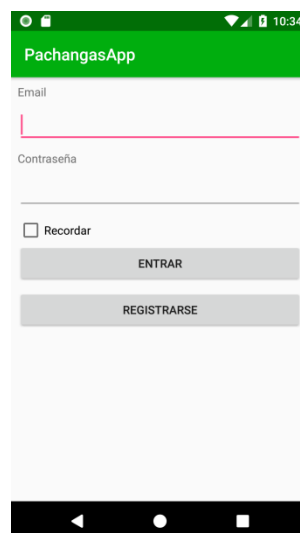 10:34
PachangasApp
Email
Contraseña
Recordar
ENTRAR
REGISTRARSE